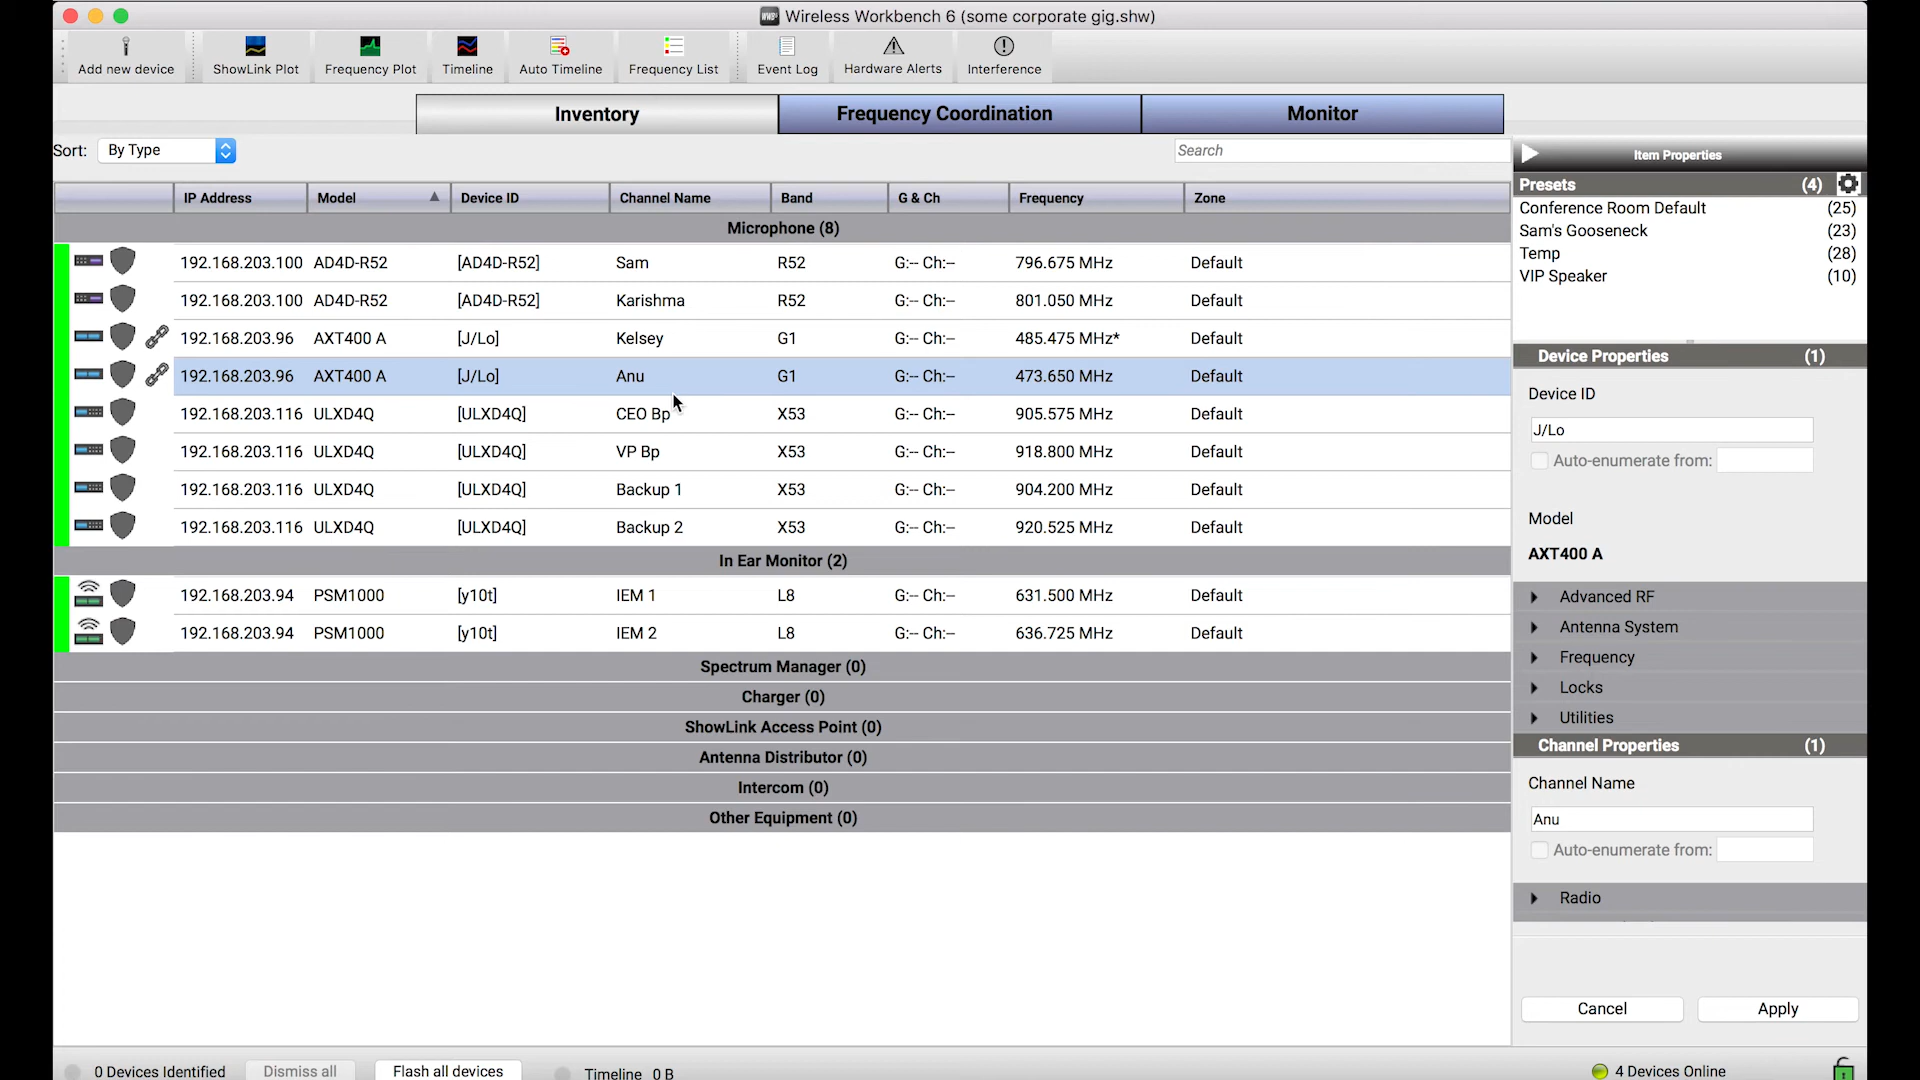 Wireless Workbench 6 (some corporate gig.shw)
Add new device ShowLink Plot Frequency Plot Timeline Auto Timeline Frequency List Event Log Hardware Alerts Interference
Inventory Frequency Coordination Monitor
Sort: By Type Search
IP Address Model Device ID Channel Name Band G & Ch Frequency Zone
Microphone (8)
192.168.203.100 AD4D-R52 [AD4D-R52] Sam R52 G:-- Ch:-- 796.675 MHz Default
192.168.203.100 AD4D-R52 [AD4D-R52] Karishma R52 G:-- Ch:-- 801.050 MHz Default
192.168.203.96 AXT400 A [J/Lo] Kelsey G1 G:-- Ch:-- 485.475 MHz* Default
192.168.203.96 AXT400 A [J/Lo] Anu G1 G:-- Ch:-- 473.650 MHz Default
192.168.203.116 ULXD4Q [ULXD4Q] CEO Bp X53 G:-- Ch:-- 905.575 MHz Default
192.168.203.116 ULXD4Q [ULXD4Q] VP Bp X53 G:-- Ch:-- 918.800 MHz Default
192.168.203.116 ULXD4Q [ULXD4Q] Backup 1 X53 G:-- Ch:-- 904.200 MHz Default
192.168.203.116 ULXD4Q [ULXD4Q] Backup 2 X53 G:-- Ch:-- 920.525 MHz Default
In Ear Monitor (2)
192.168.203.94 PSM1000 [y10t] IEM 1 L8 G:-- Ch:-- 631.500 MHz Default
192.168.203.94 PSM1000 [y10t] IEM 2 L8 G:-- Ch:-- 636.725 MHz Default
Spectrum Manager (0)
Charger (0)
ShowLink Access Point (0)
Antenna Distributor (0)
Intercom (0)
Other Equipment (0)
Item Properties
Presets (4)
Conference Room Default (25)
Sam's Gooseneck (23)
Temp (28)
VIP Speaker (10)
Device Properties (1)
Device ID
J/Lo
Auto-enumerate from:
Model
AXT400 A
Advanced RF
Antenna System
Frequency
Locks
Utilities
Channel Properties (1)
Channel Name
Anu
Auto-enumerate from:
Radio
Cancel Apply
0 Devices Identified Dismiss all Flash all devices Timeline 0 B 4 Devices Online